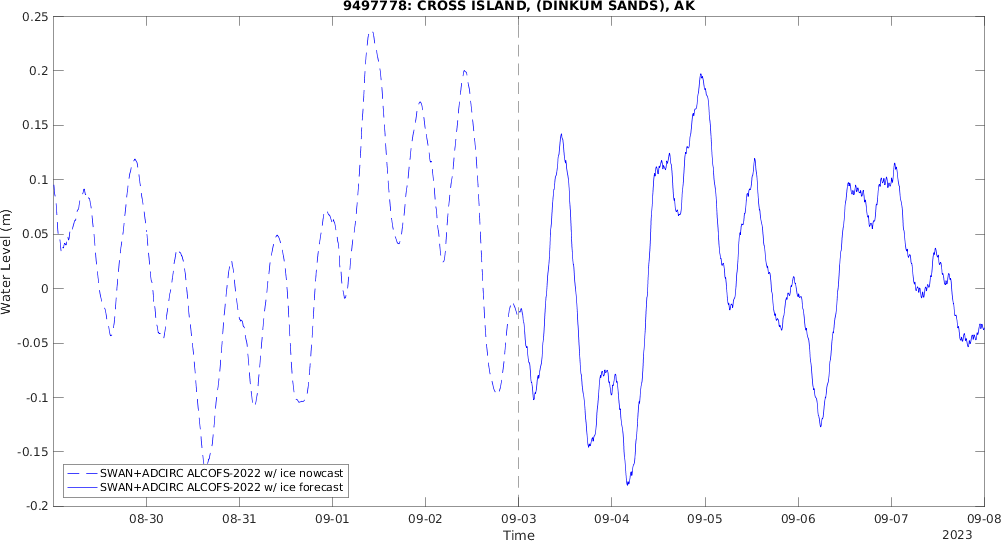 9497778: CROSS ISLAND, (DINKUM SANDS), AK
0.25
0.2
0.15
0.1
0.05
0
-0.05
-0.1
-0.15
-0.2
Water Level (m)
SWAN+ADCIRC ALCOFS-2022 w/ ice nowcast
SWAN+ADCIRC ALCOFS-2022 w/ ice forecast
08-30 08-31 09-01 09-02 09-03 09-04 09-05 09-06 09-07 09-08
Time
2023